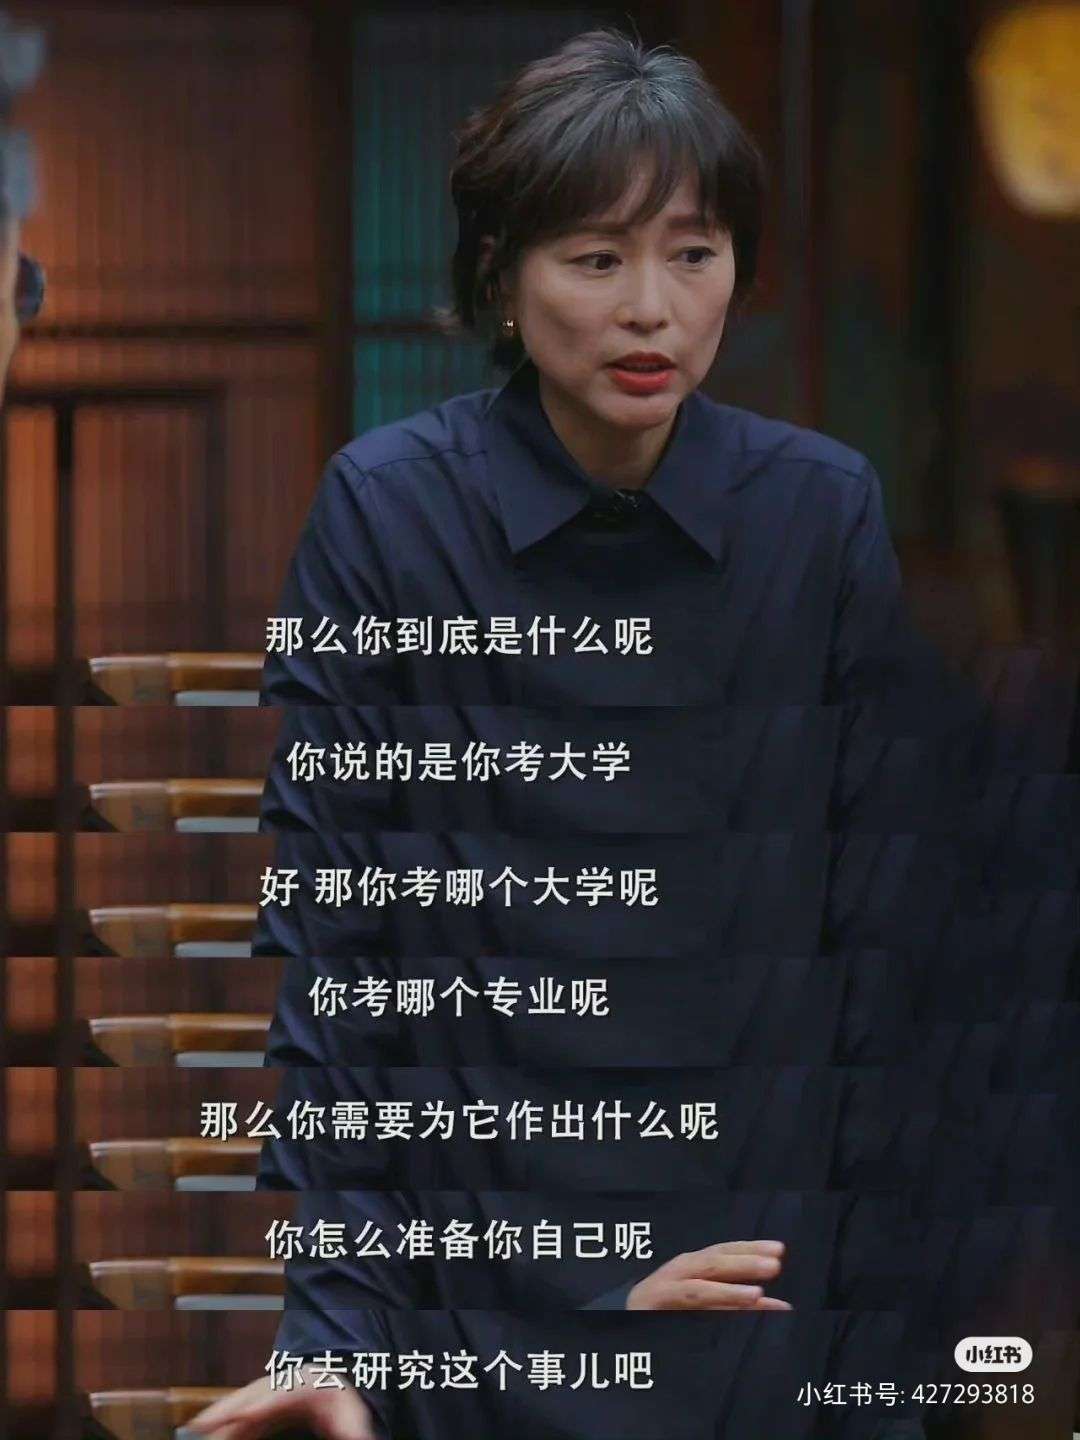 那么你到底是什么呢
你说的是你考大学
好 那你考哪个大学呢
你考哪个专业呢
那么你需要为它作出什么呢
你怎么准备你自己呢
你去研究这个事儿吧
小红书
小红书号: 427293818